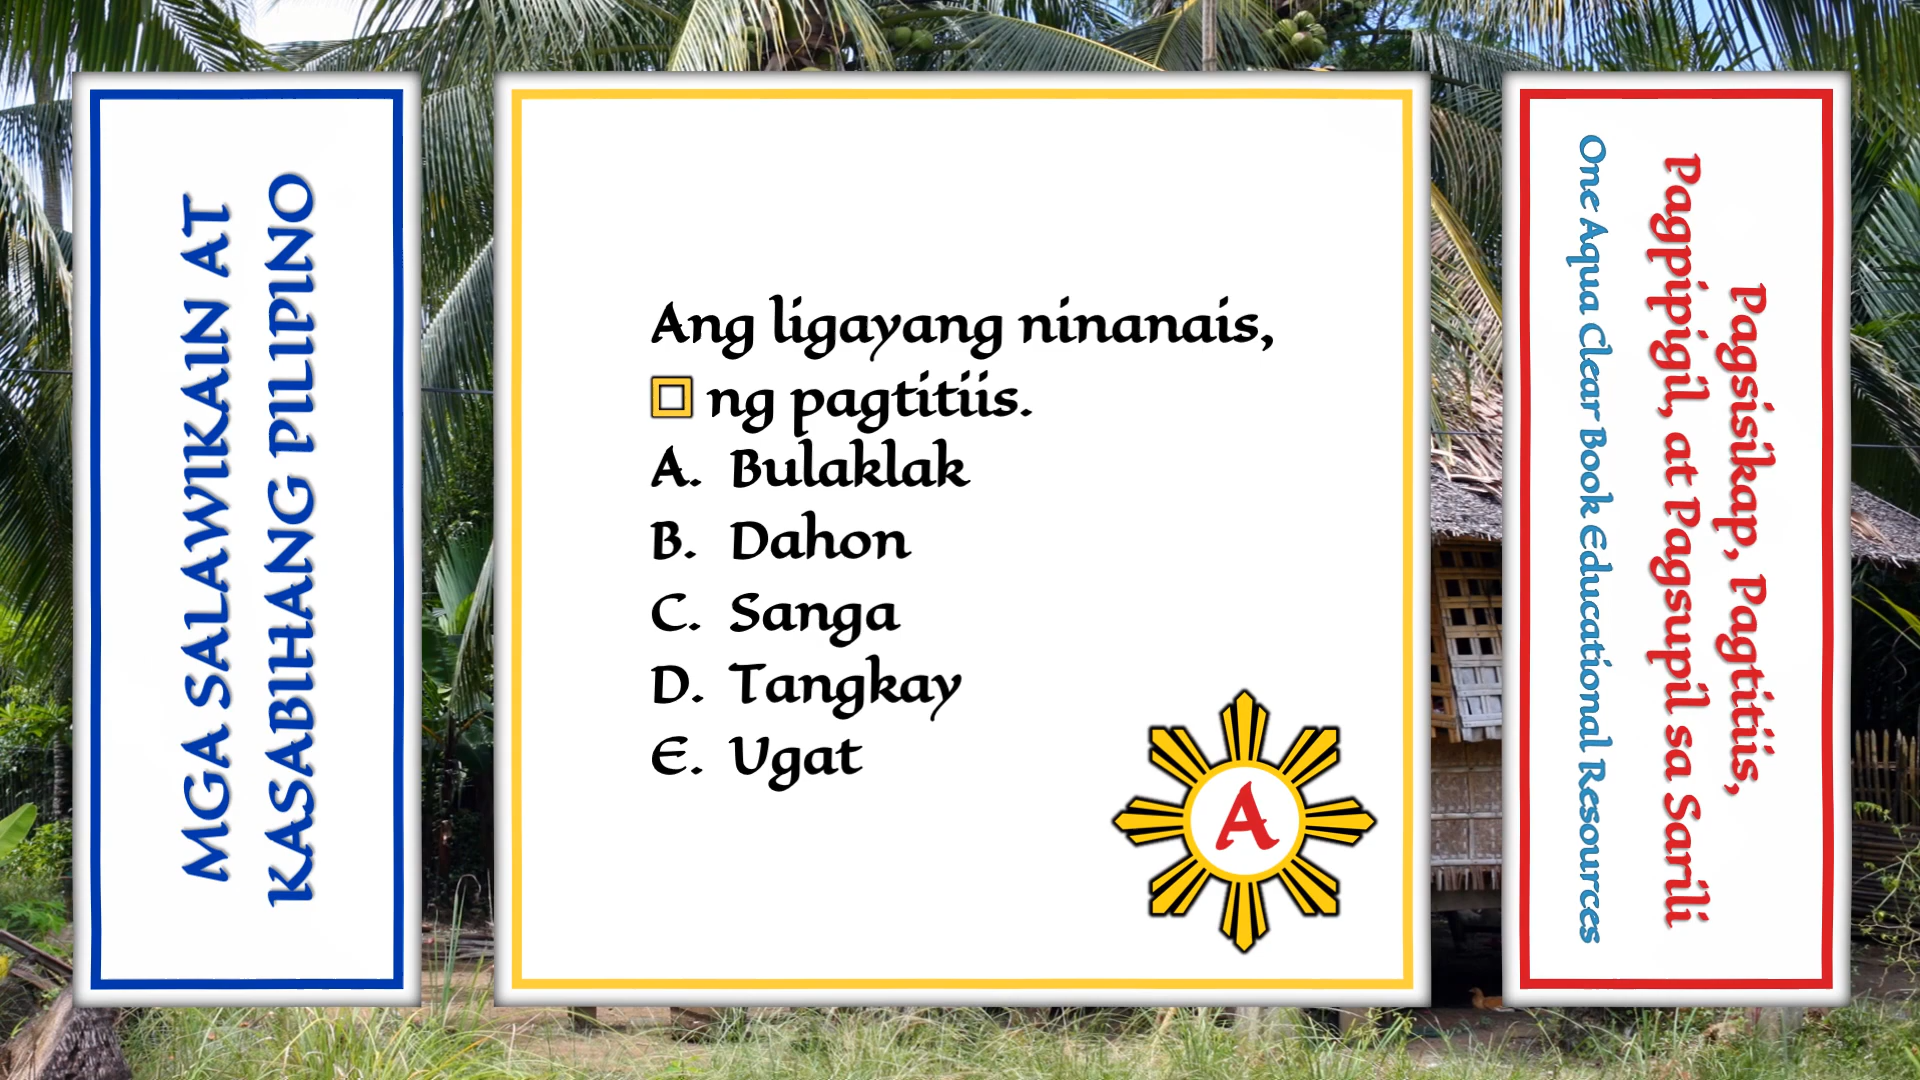 MGA SALAWIKAIN AT
KASABIHANG PILIPINO
Ang ligayang ninanais,
ng pagtitiis.
A. Bulaklak
B. Dahon
C. Sanga
D. Tangkay
E. Ugat
A
Pagsisikap, Pagtitiis,
Pagpipigil, at Pagsupil sa Sarili
One Aqua Clear Book Educational Resources